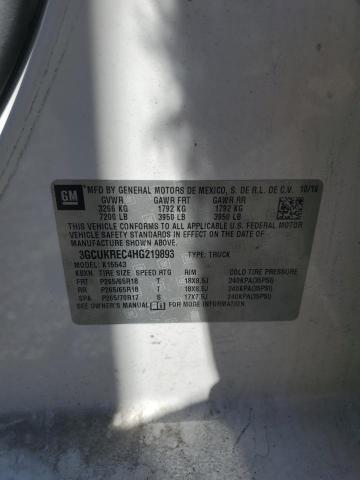 GM
MFD BY GENERAL MOTORS DE MEXICO, S. DE R.L. DE C.V. 10/16
GVWR GAWR FRT GAWR RR
3266 KG 1792 KG 1792 KG
7200 LB 3950 LB 3950 LB
THIS VEHICLE CONFORMS TO ALL APPLICABLE U.S. FEDERAL
MOTOR VEHICLE SAFETY AND THEFT PREVENTION
STANDARDS IN EFFECT ON THE DATE OF
MANUFACTURE SHOWN ABOVE.
3GCUKREC4HG219893 TYPE: TRUCK
MODEL: K15543
TIRE SIZE SPEED RTG RIM COLD TIRE PRESSURE
FRT P265/65R18 T 18X8.5J 240KPA(35PSI)
RR P265/65R18 T 18X8.5J 240KPA(35PSI)
SPA P265/70R17 S 17X7.5J 240KPA(35PSI)
SEE OWNER'S MANUAL FOR MORE INFORMATION.